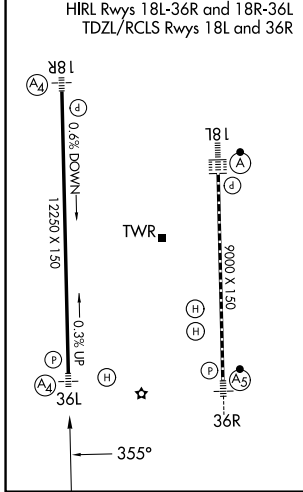 HIRL Rwys 18L-36R and 18R-36L
TDZL/RCLS Rwys 18L and 36R
18R
A4
P
0.6% DOWN
12250 X 150
18L
A
P
TWR
9000 X 150
H
H
0.3% UP
P
A4
H
36L
P
A5
36R
355°